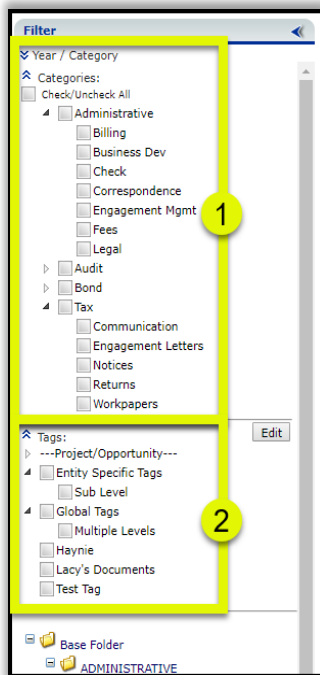 Filter
Year / Category
Categories:
Check/Uncheck All
Administrative
Billing
Business Dev
Check
Correspondence
Engagement Mgmt
1
Fees
Legal
Audit
Bond
Tax
Communication
Engagement Letters
Notices
Returns
Workpapers
Tags:
Edit
---Project/Opportunity---
Entity Specific Tags
Sub Level
Global Tags
2
Multiple Levels
Haynie
Lacy's Documents
Test Tag
Base Folder
ADMINISTRATIVE